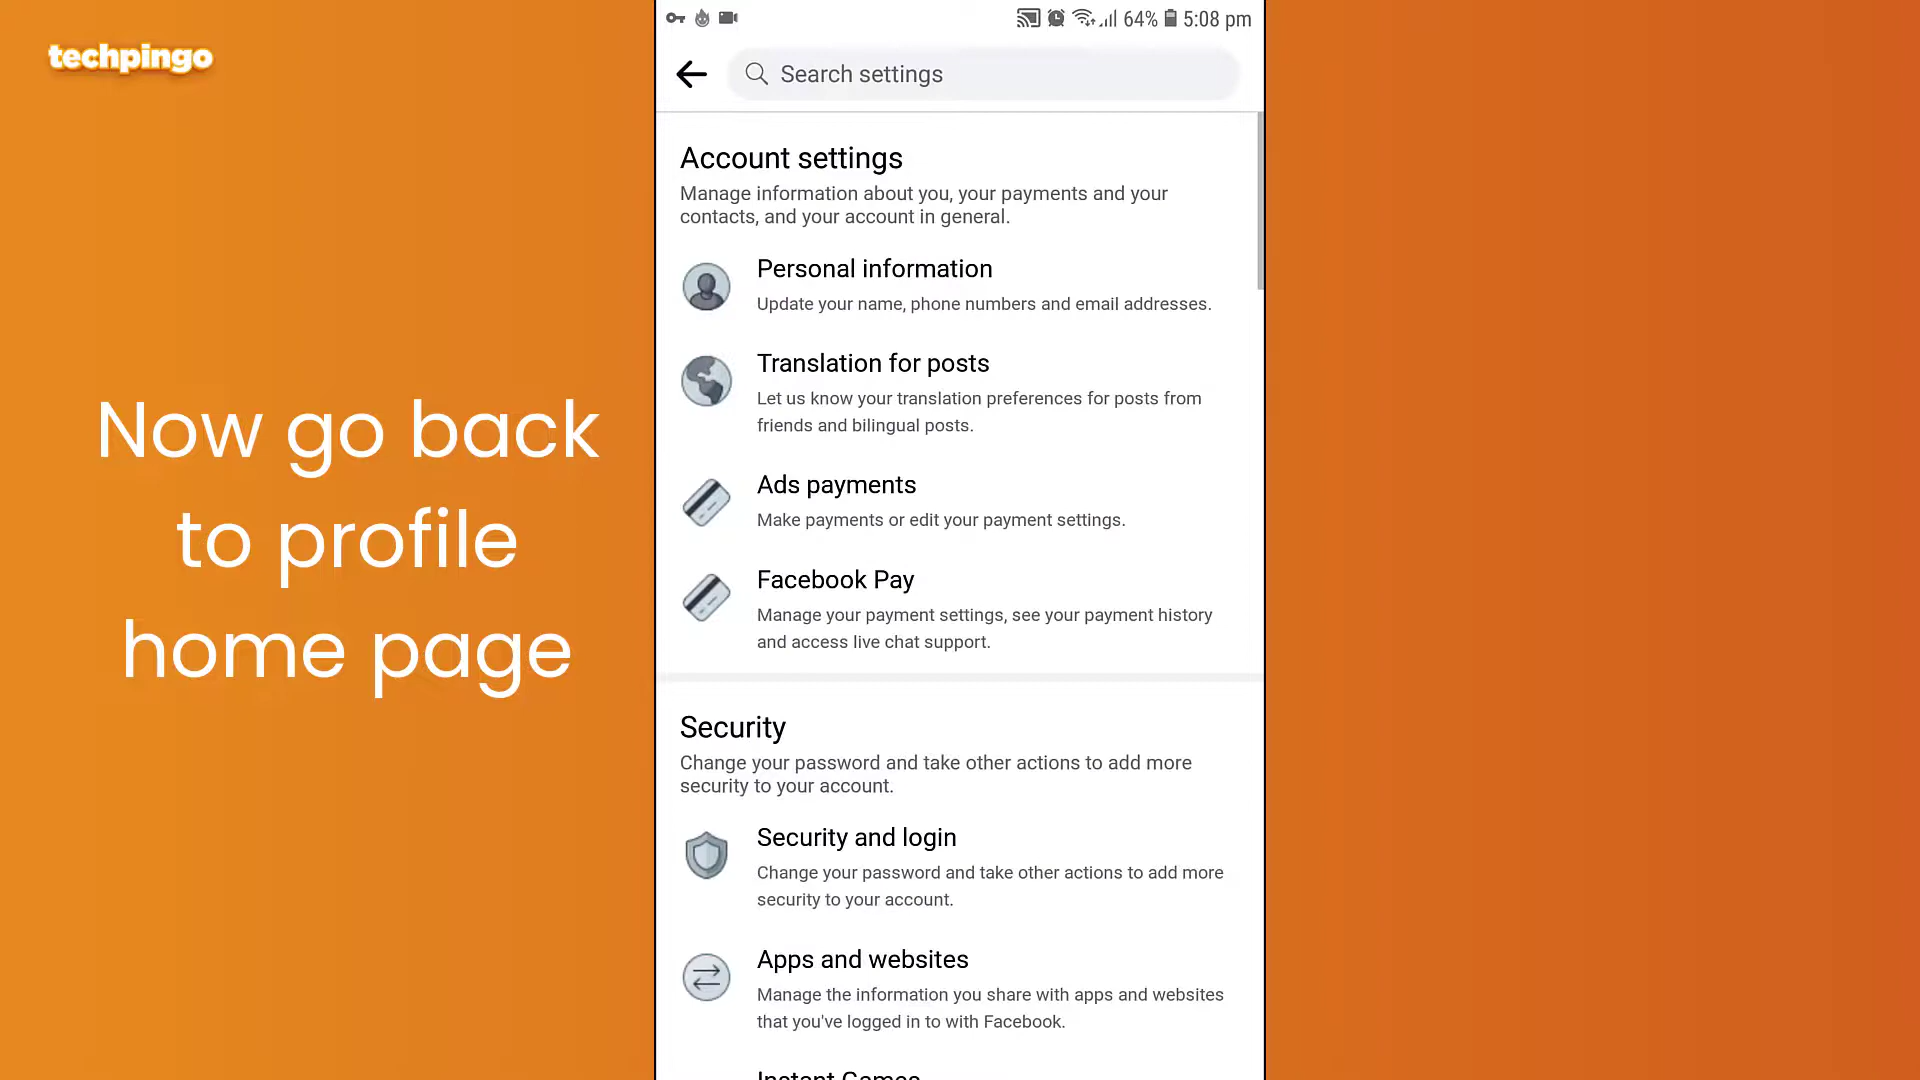 techpingo
Now go back
to profile
home page
64% 5:08 pm
Search settings
Account settings
Manage information about you, your payments and your
contacts, and your account in general.
Personal information
Update your name, phone numbers and email addresses.
Translation for posts
Let us know your translation preferences for posts from
friends and bilingual posts.
Ads payments
Make payments or edit your payment settings.
Facebook Pay
Manage your payment settings, see your payment history
and access live chat support.
Security
Change your password and take other actions to add more
security to your account.
Security and login
Change your password and take other actions to add more
security to your account.
Apps and websites
Manage the information you share with apps and websites
that you've logged in to with Facebook.
Instant Games